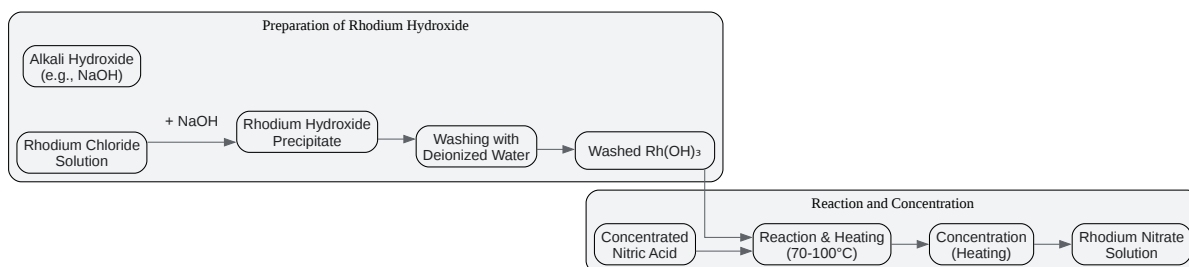 Preparation of Rhodium Hydroxide
Alkali Hydroxide
(e.g., NaOH)
+ NaOH
Rhodium Chloride
Solution
Rhodium Hydroxide
Precipitate
Washing with
Deionized Water
Washed Rh(OH)₃
Reaction and Concentration
Concentrated
Nitric Acid
Reaction & Heating
(70-100°C)
Concentration
(Heating)
Rhodium Nitrate
Solution